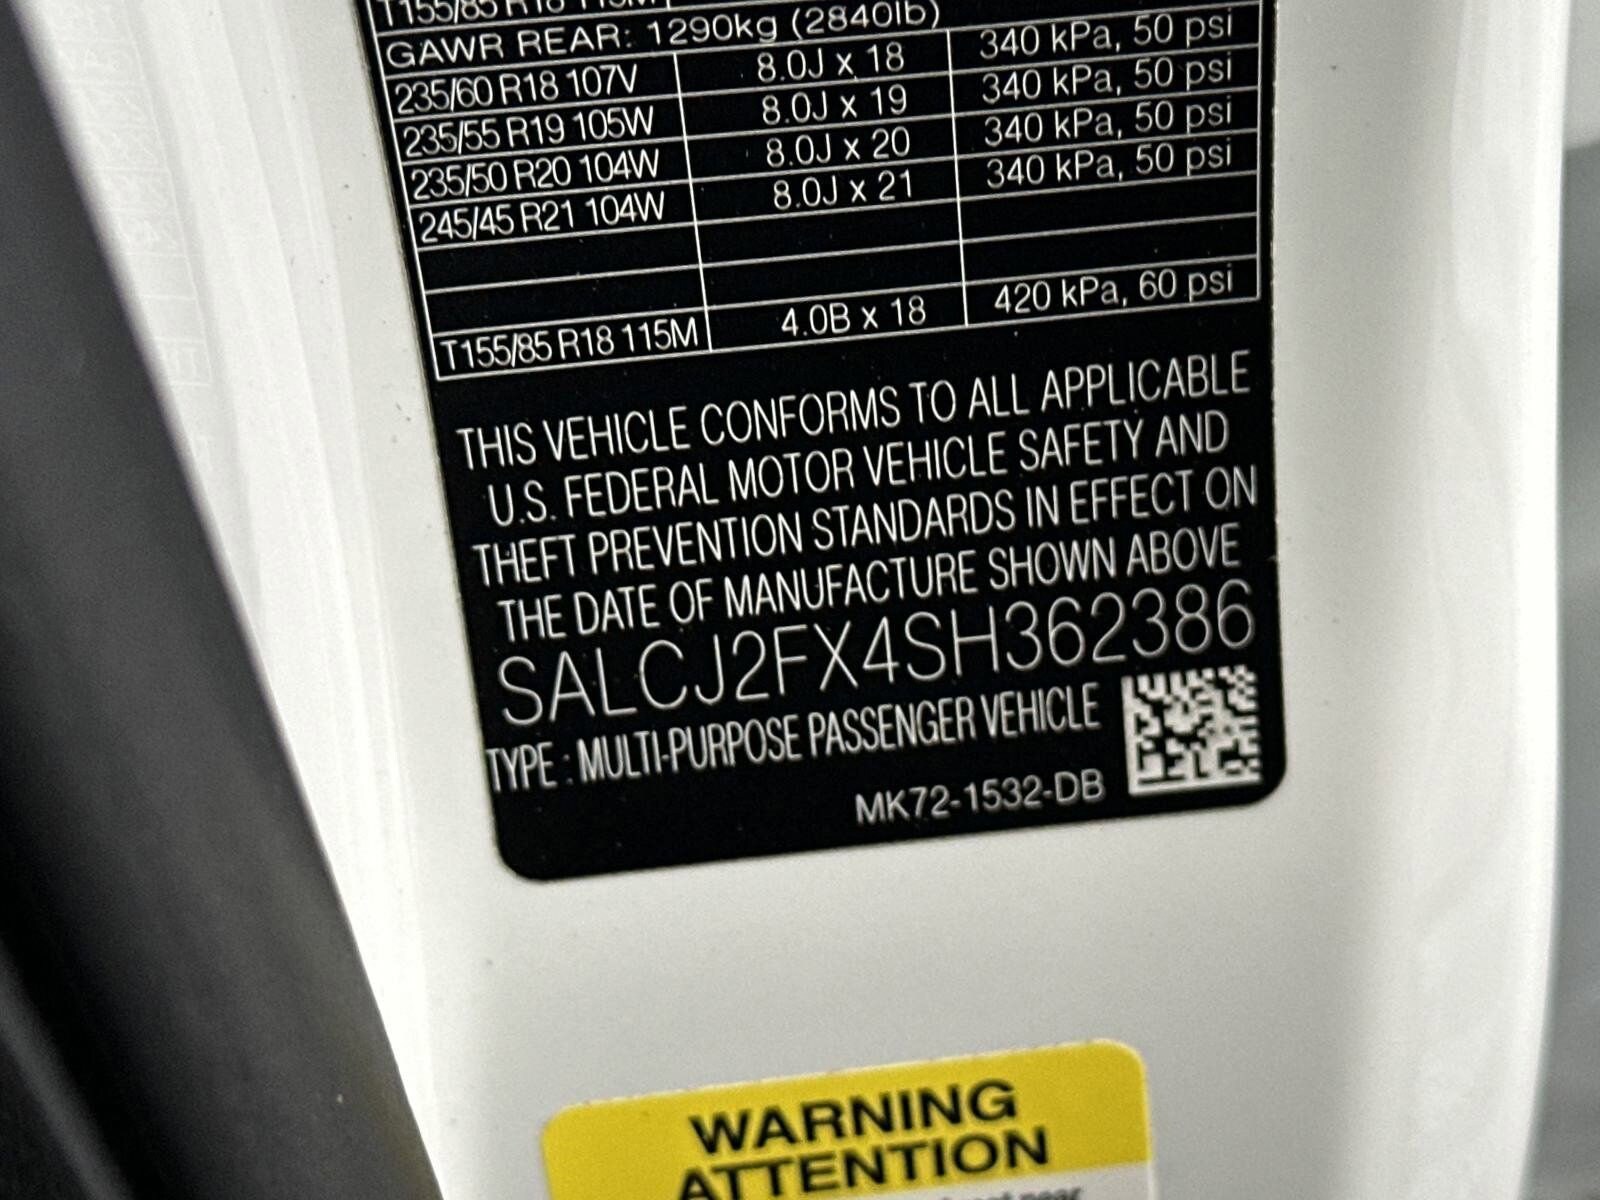 T155/85 R18 115M
GAWR REAR: 1290kg (2840lb)
235/60 R18 107V 8.0J x 18 340 kPa, 50 psi
235/55 R19 105W 8.0J x 19 340 kPa, 50 psi
235/50 R20 104W 8.0J x 20 340 kPa, 50 psi
245/45 R21 104W 8.0J x 21 340 kPa, 50 psi
T155/85 R18 115M 4.0B x 18 420 kPa, 60 psi
THIS VEHICLE CONFORMS TO ALL APPLICABLE
U.S. FEDERAL MOTOR VEHICLE SAFETY AND
THEFT PREVENTION STANDARDS IN EFFECT ON
THE DATE OF MANUFACTURE SHOWN ABOVE
SALCJ2FX4SH362386
TYPE : MULTI-PURPOSE PASSENGER VEHICLE
MK72-1532-DB
WARNING
ATTENTION